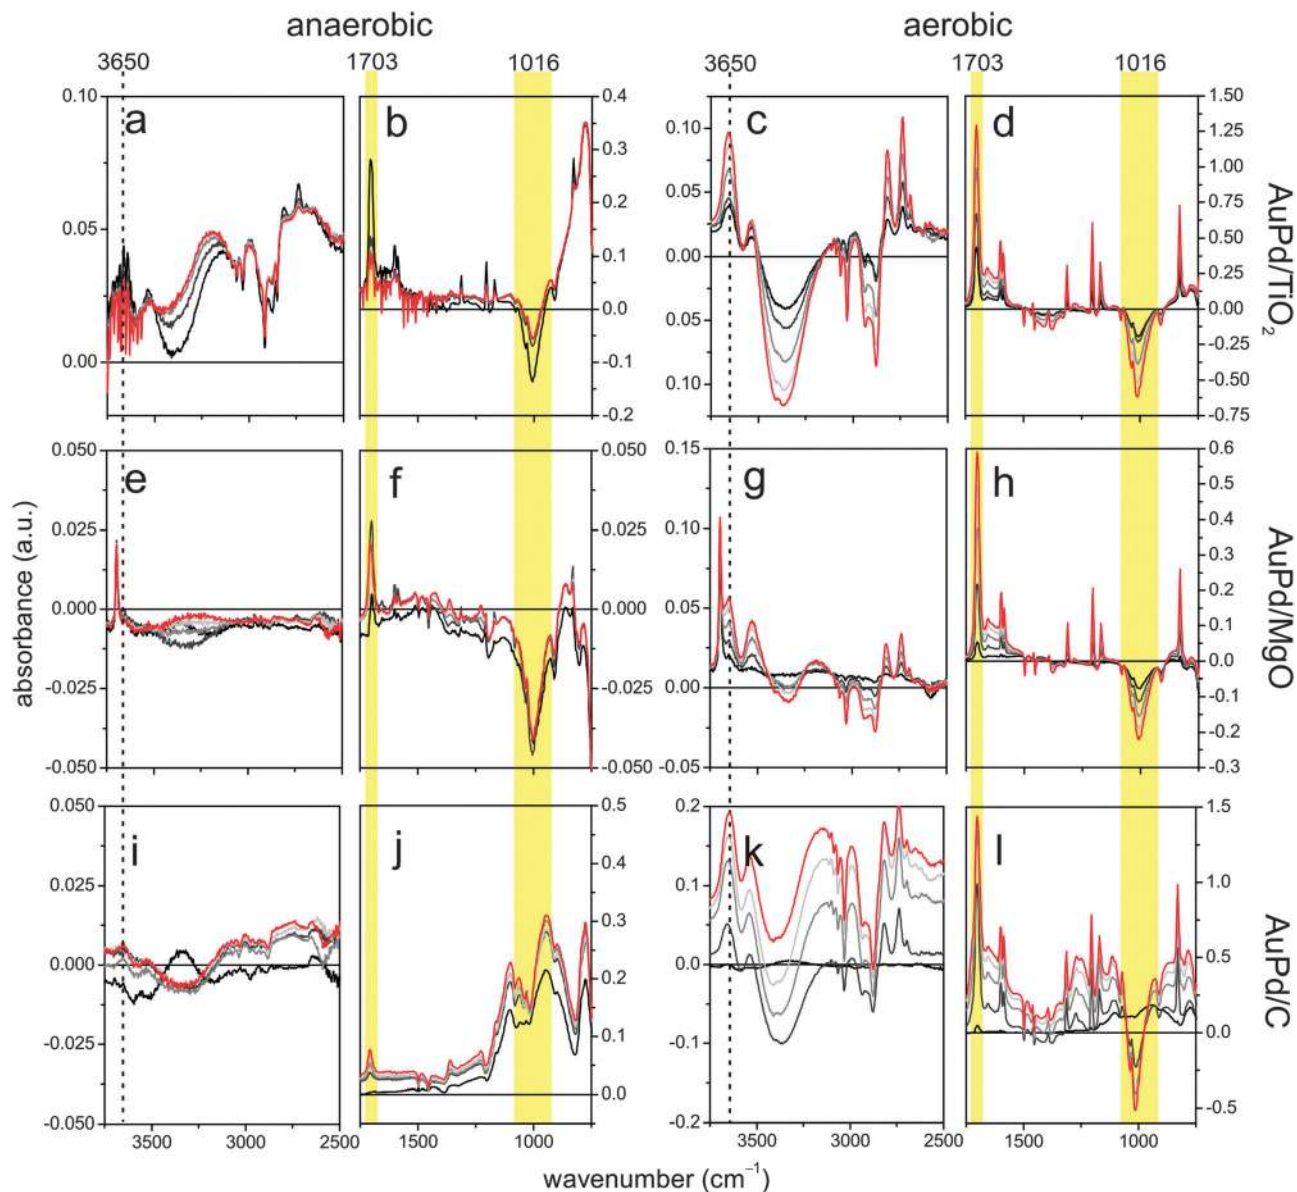 anaerobic aerobic
3650 1703 1016 3650 1703 1016
0.10 0.4 0.10 1.50
a b c d
0.3 1.25
1.00
0.05 0.2 0.05 0.75
0.1 0.00 0.50
0.25
0.0 0.05 0.00
0.00 -0.1 0.10 -0.25
-0.50
-0.2 -0.75
AuPd/TiO2
0.050 0.050 0.15 0.6
e f g h
0.5
0.025 0.025 0.10 0.4
0.3
0.000 0.000 0.05 0.2
0.1
-0.025 -0.025 0.00 0.0
-0.1
-0.2
-0.050 -0.050 -0.05 -0.3
AuPd/MgO
absorbance (a.u.)
0.050 0.5 0.2 1.5
i j k l
0.025 0.4 0.1 1.0
0.3
0.000 0.2 0.0 0.5
-0.025 0.1 -0.1 0.0
0.0 -0.5
-0.050 -0.2
AuPd/C
3500 3000 2500 1500 1000 3500 3000 2500 1500 1000
wavenumber (cm⁻¹)